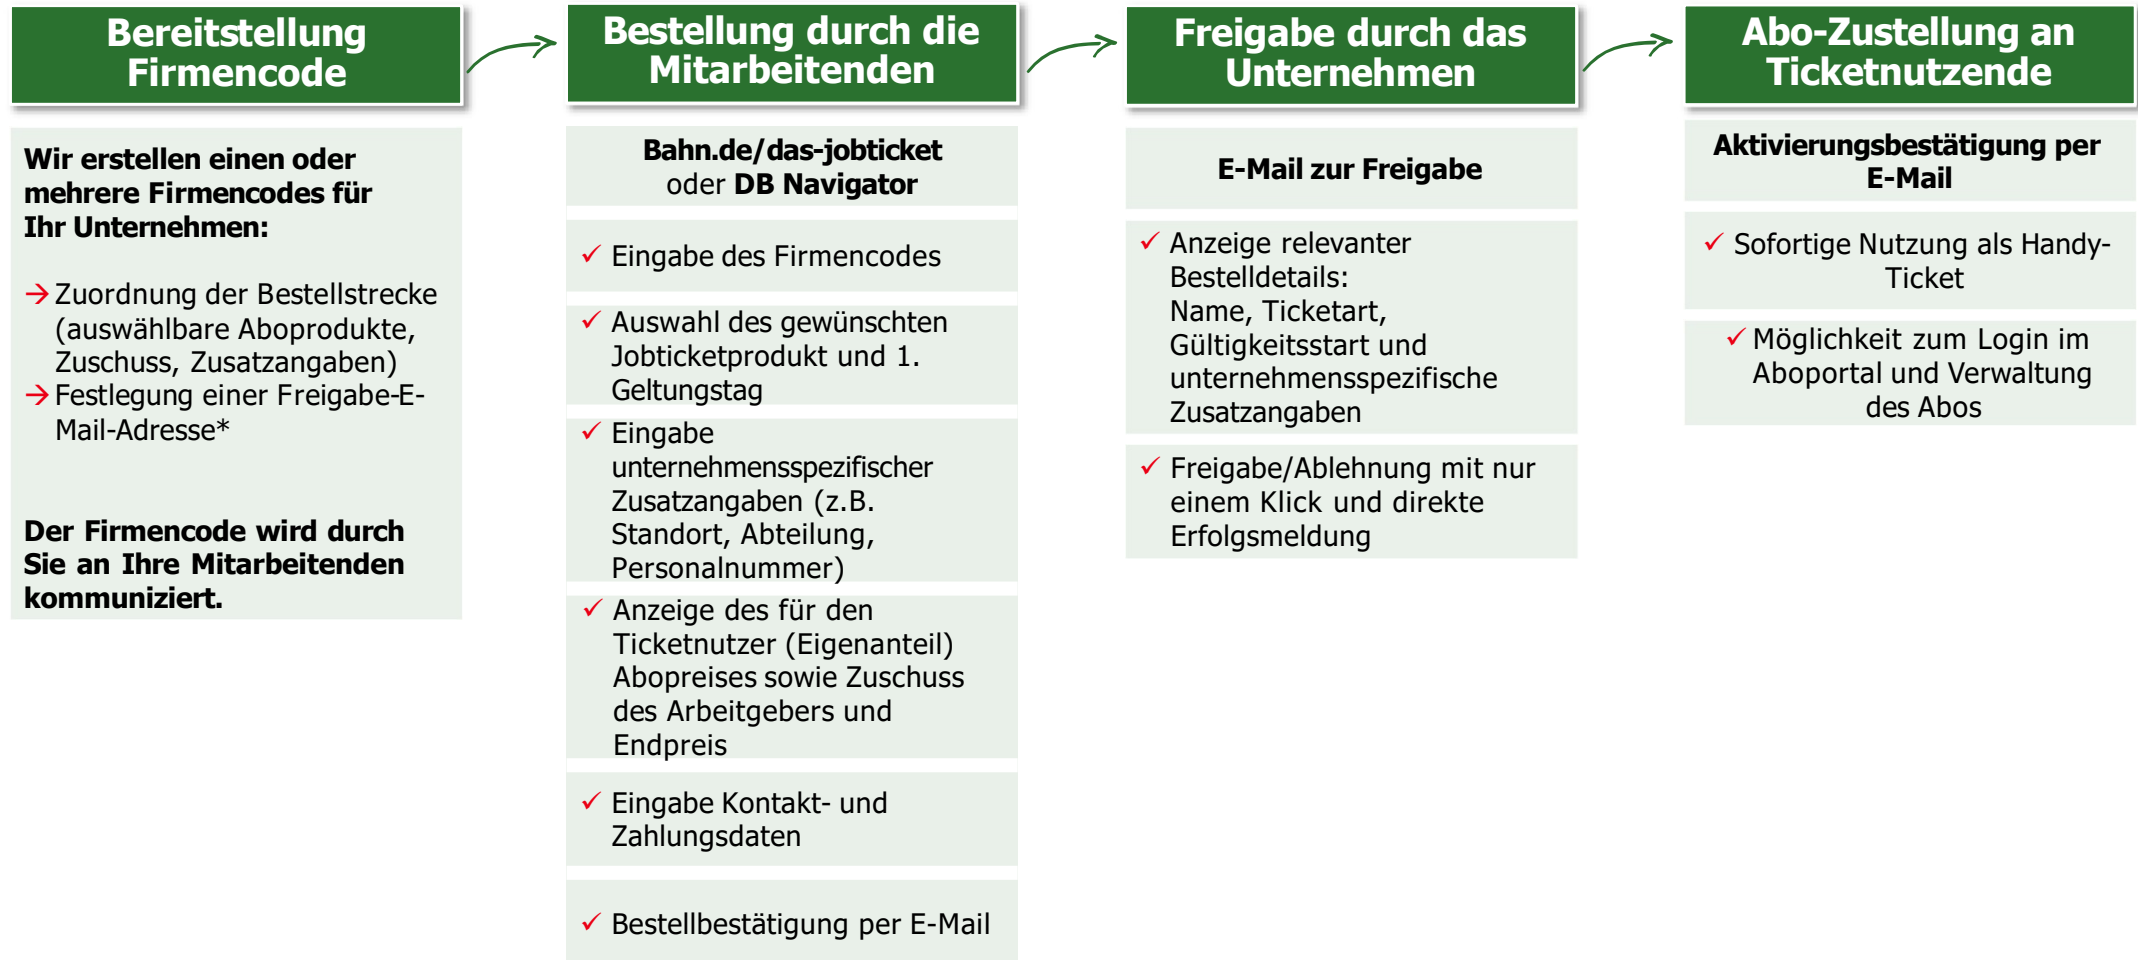 Bereitstellung
Firmencode
Wir erstellen einen oder
mehrere Firmencodes für
Ihr Unternehmen:
→ Zuordnung der Bestellstrecke
(auswählbare Aboprodukte,
Zuschuss, Zusatzangaben)
→ Festlegung einer Freigabe-E-
Mail-Adresse*
Der Firmencode wird durch
Sie an Ihre Mitarbeitenden
kommuniziert.
Bestellung durch die
Mitarbeitenden
Bahn.de/das-jobticket
oder DB Navigator
✓ Eingabe des Firmencodes
✓ Auswahl des gewünschten
Jobticketprodukt und 1.
Geltungstag
✓ Eingabe
unternehmensspezifischer
Zusatzangaben (z.B.
Standort, Abteilung,
Personalnummer)
✓ Anzeige des für den
Ticketnutzer (Eigenanteil)
Abopreises sowie Zuschuss
des Arbeitgebers und
Endpreis
✓ Eingabe Kontakt- und
Zahlungsdaten
✓ Bestellbestätigung per E-Mail
Freigabe durch das
Unternehmen
E-Mail zur Freigabe
✓ Anzeige relevanter
Bestelldetails:
Name, Ticketart,
Gültigkeitsstart und
unternehmensspezifische
Zusatzangaben
✓ Freigabe/Ablehnung mit nur
einem Klick und direkte
Erfolgsmeldung
Abo-Zustellung an
Ticketnutzende
Aktivierungsbestätigung per
E-Mail
✓ Sofortige Nutzung als Handy-
Ticket
✓ Möglichkeit zum Login im
Aboportal und Verwaltung
des Abos